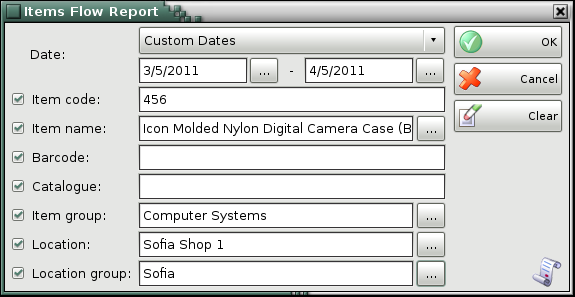 Items Flow Report
Date:
Custom Dates
3/5/2011 ... - 4/5/2011 ...
Item code: 456
Item name: Icon Molded Nylon Digital Camera Case (B ...
Barcode:
Catalogue:
Item group: Computer Systems ...
Location: Sofia Shop 1 ...
Location group: Sofia ...
OK
Cancel
Clear